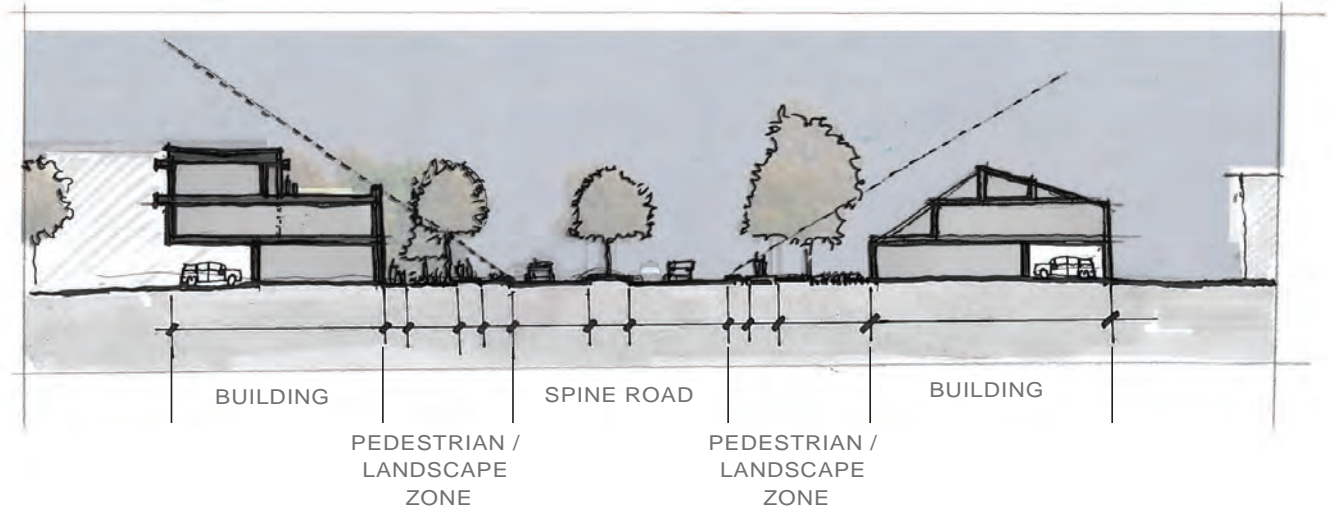 BUILDING
SPINE ROAD
BUILDING
PEDESTRIAN /
LANDSCAPE
ZONE
PEDESTRIAN /
LANDSCAPE
ZONE